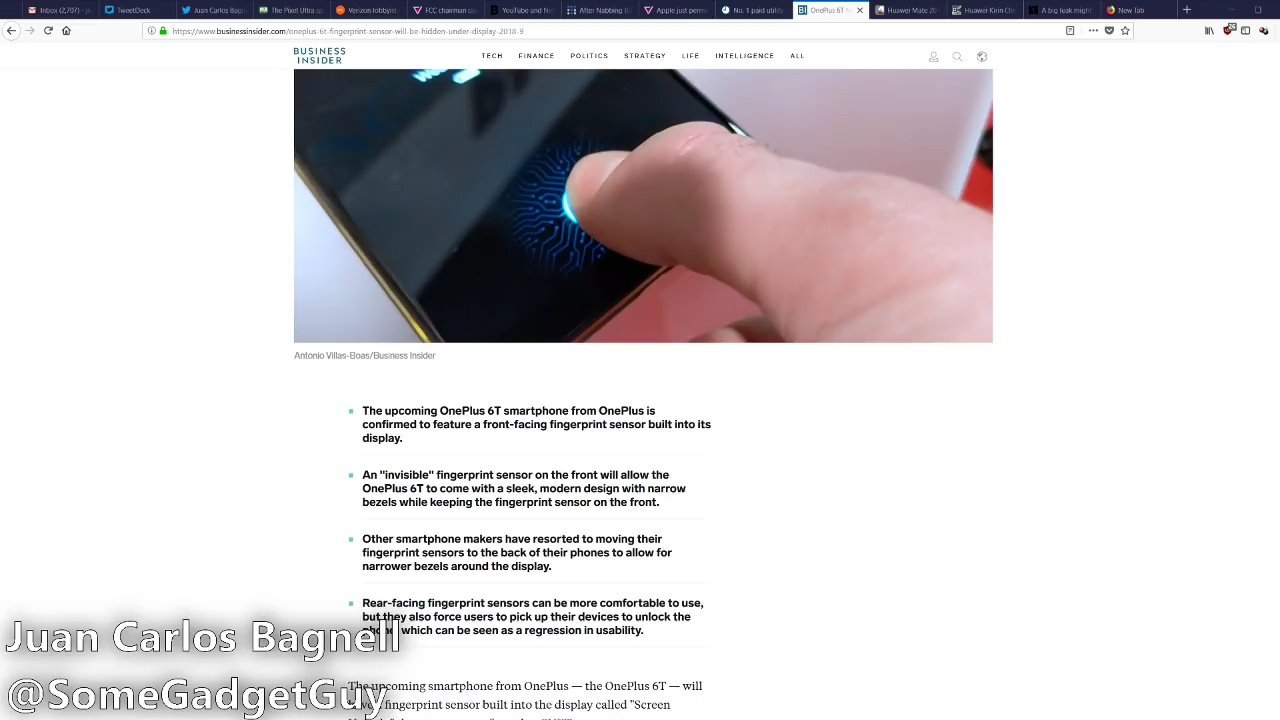 Inbox (2,707)
TweetDeck
Juan Carlos Bagn
The Pixel Ultra sp
Verizon lobbyist
FCC chairman
YouTube and Ne
After Nabbing Bi
Apple just perma
No. 1 paid utility
OnePlus 6T
Huawei Mate 20
Huawei Kirin Ch
A big leak might
New Tab
https://www.businessinsider.com/oneplus-6t-fingerprint-sensor-will-be-hidden-under-display-2018-9
BUSINESS
INSIDER
TECH FINANCE POLITICS STRATEGY LIFE INTELLIGENCE ALL
Antonio Villas-Boas/Business Insider
The upcoming OnePlus 6T smartphone from OnePlus is
confirmed to feature a front-facing fingerprint sensor built into its
display.
An "invisible" fingerprint sensor on the front will allow the
OnePlus 6T to come with a sleek, modern design with narrow
bezels while keeping the fingerprint sensor on the front.
Other smartphone makers have resorted to moving their
fingerprint sensors to the back of their phones to allow for
narrower bezels around the display.
Rear-facing fingerprint sensors can be more comfortable to use,
but they also force users to pick up their devices to unlock the
phone which can be seen as a regression in usability.
Juan Carlos Bagnell
@SomeGadgetGuy
The upcoming smartphone from OnePlus — the OnePlus 6T — will
fingerprint sensor built into the display called "Screen